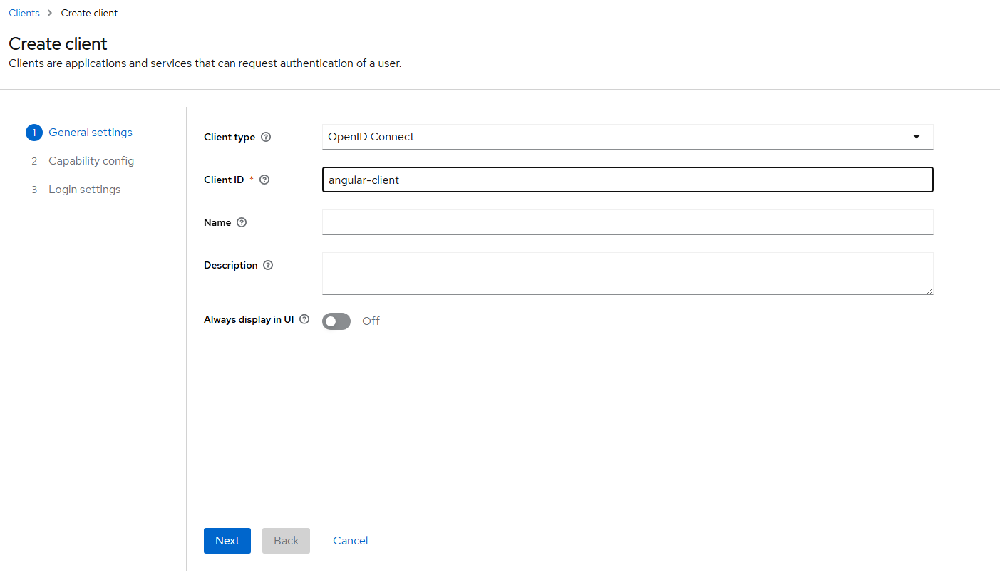 Clients > Create client
Create client
Clients are applications and services that can request authentication of a user.
1 General settings
2 Capability config
3 Login settings
Client type
OpenID Connect
Client ID *
angular-client
Name
Description
Always display in UI
Off
Next Back Cancel